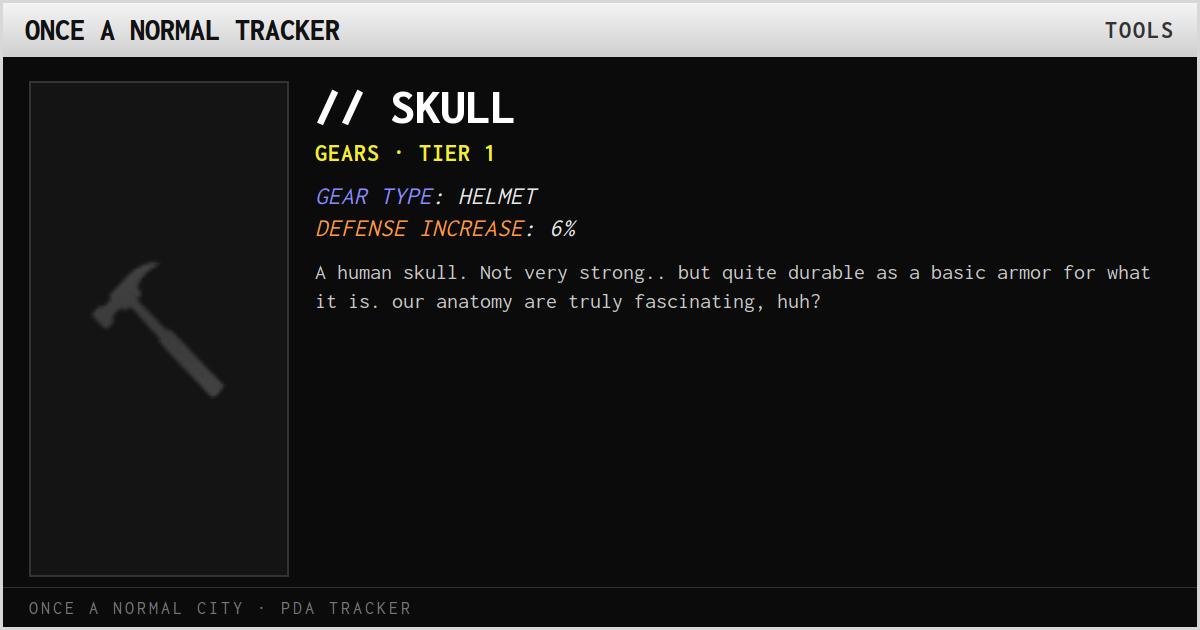 ONCE A NORMAL TRACKER
TOOLS
// SKULL
GEARS · TIER 1
GEAR TYPE: HELMET
DEFENSE INCREASE: 6%
A human skull. Not very strong.. but quite durable as a basic armor for what
it is. our anatomy are truly fascinating, huh?
ONCE A NORMAL CITY · PDA TRACKER